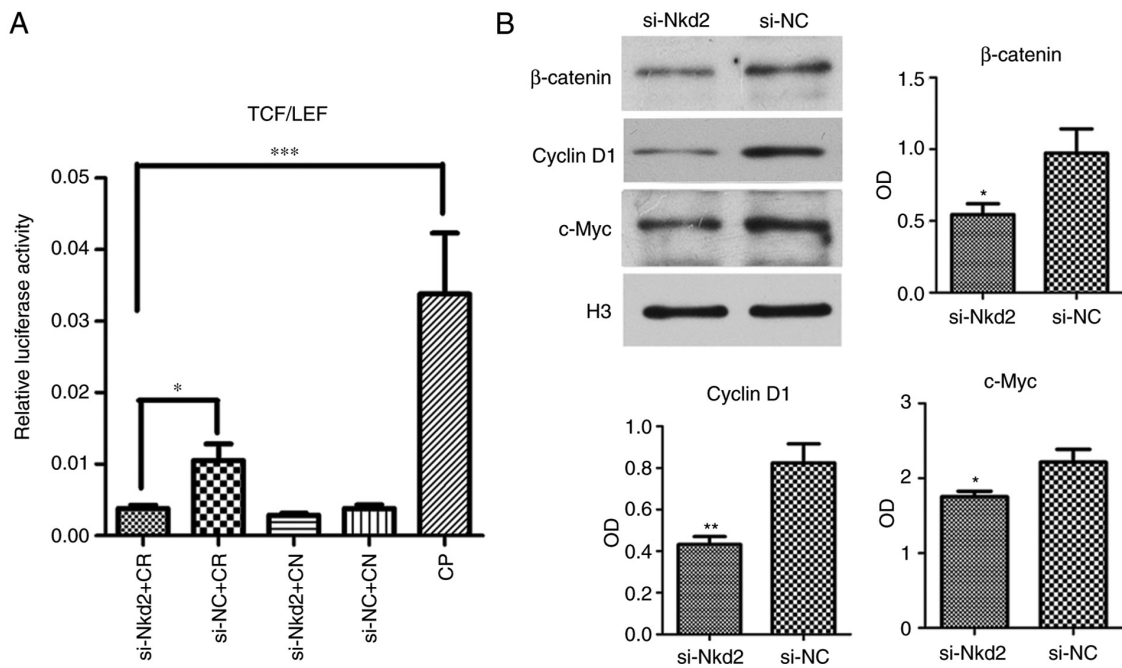 A
TCF/LEF
***
*
Relative luciferase activity
0.05
0.04
0.03
0.02
0.01
0.00
si-Nkd2+CR
si-NC+CR
si-Nkd2+CN
si-NC+CN
CP
B
si-Nkd2 si-NC
β-catenin
Cyclin D1
c-Myc
H3
β-catenin
OD
1.5
1.0
0.5
0.0
*
si-Nkd2 si-NC
Cyclin D1
OD
1.0
0.8
0.6
0.4
0.2
0.0
**
si-Nkd2 si-NC
c-Myc
OD
3
2
1
0
*
si-Nkd2 si-NC